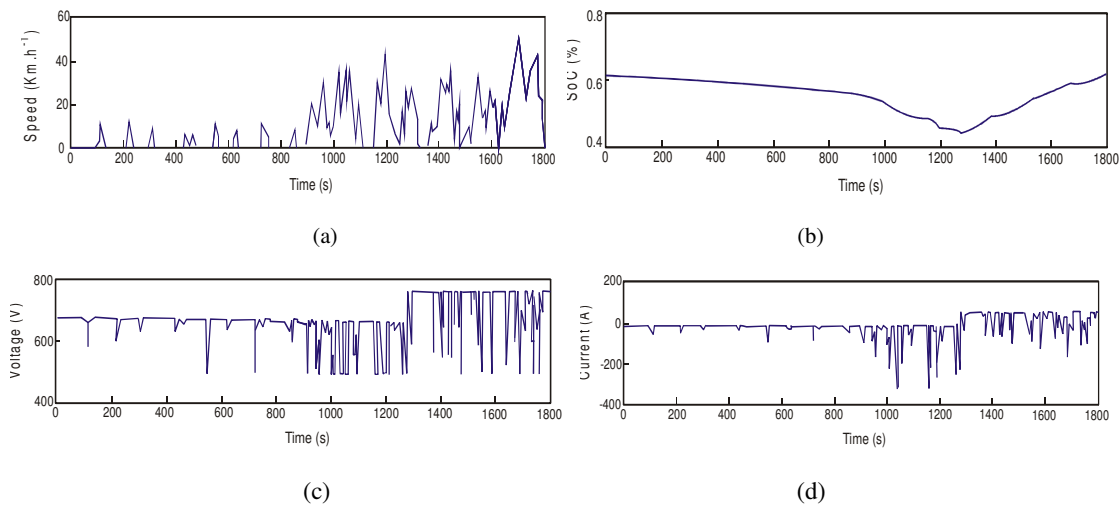 60
40
20
0
Speed (Km.h⁻¹)
0 200 400 600 800 1000 1200 1400 1600 1800
Time (s)
(a)
0.8
0.6
0.4
SoC (%)
0 200 400 600 800 1000 1200 1400 1600 1800
Time (s)
(b)
800
600
400
Voltage (V)
0 200 400 600 800 1000 1200 1400 1600 1800
Time (s)
(c)
200
0
-200
-400
Current (A)
0 200 400 600 800 1000 1200 1400 1600 1800
Time (s)
(d)